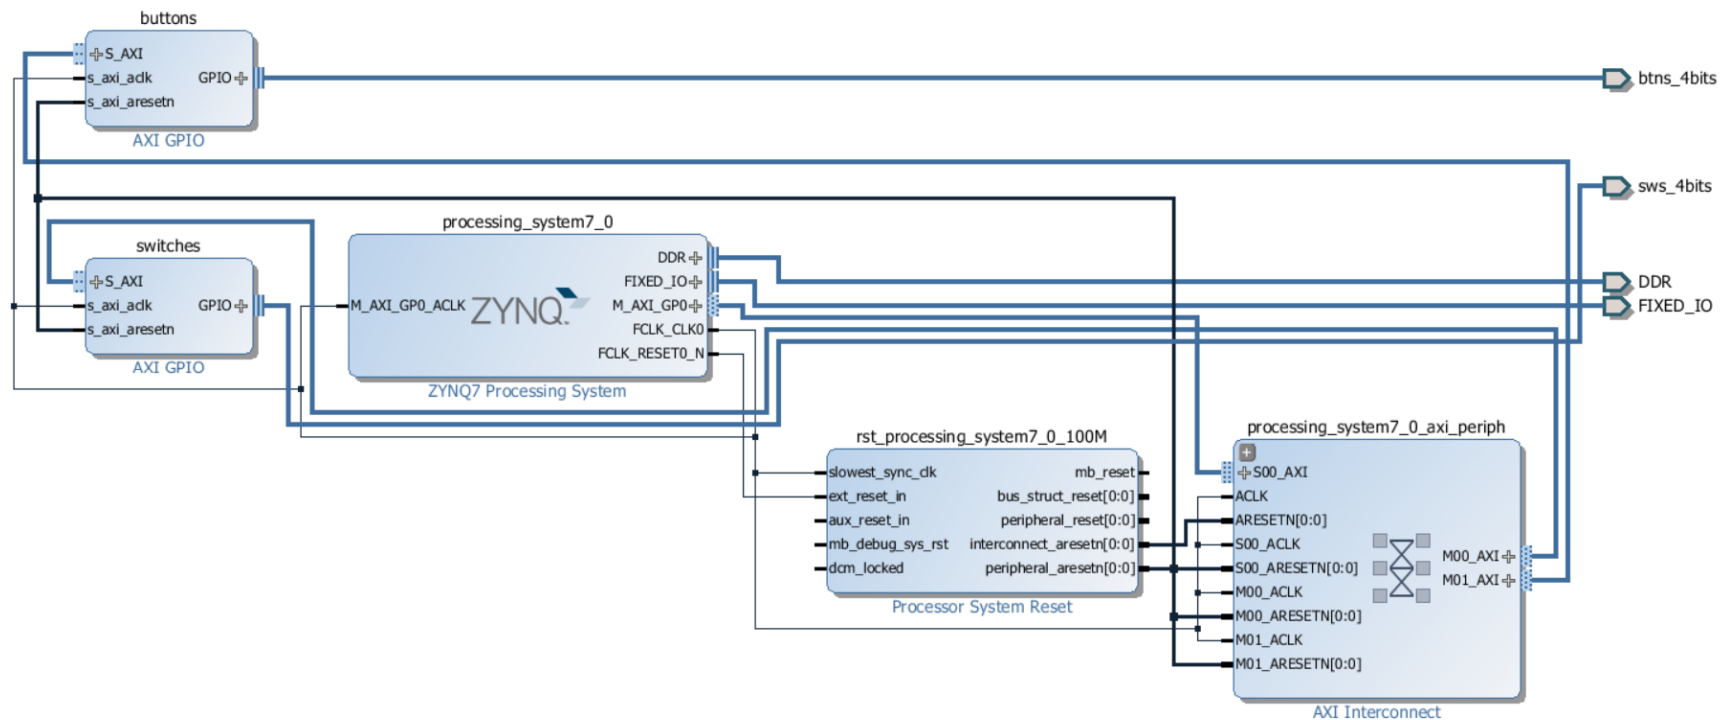 buttons
S_AXI
s_axi_aclk
s_axi_aresetn
GPIO
AXI GPIO
btns_4bits
sws_4bits
switches
S_AXI
s_axi_aclk
s_axi_aresetn
GPIO
AXI GPIO
processing_system7_0
M_AXI_GP0_ACLK
ZYNQ
DDR
FIXED_IO
M_AXI_GP0
FCLK_CLK0
FCLK_RESET0_N
ZYNQ7 Processing System
DDR
FIXED_IO
rst_processing_system7_0_100M
slowest_sync_clk
ext_reset_in
aux_reset_in
mb_debug_sys_rst
dcm_locked
mb_reset
bus_struct_reset[0:0]
peripheral_reset[0:0]
interconnect_aresetn[0:0]
peripheral_aresetn[0:0]
Processor System Reset
processing_system7_0_axi_periph
S00_AXI
ACLK
ARESETN[0:0]
S00_ACLK
S00_ARESETN[0:0]
M00_ACLK
M00_ARESETN[0:0]
M01_ACLK
M01_ARESETN[0:0]
M00_AXI
M01_AXI
AXI Interconnect